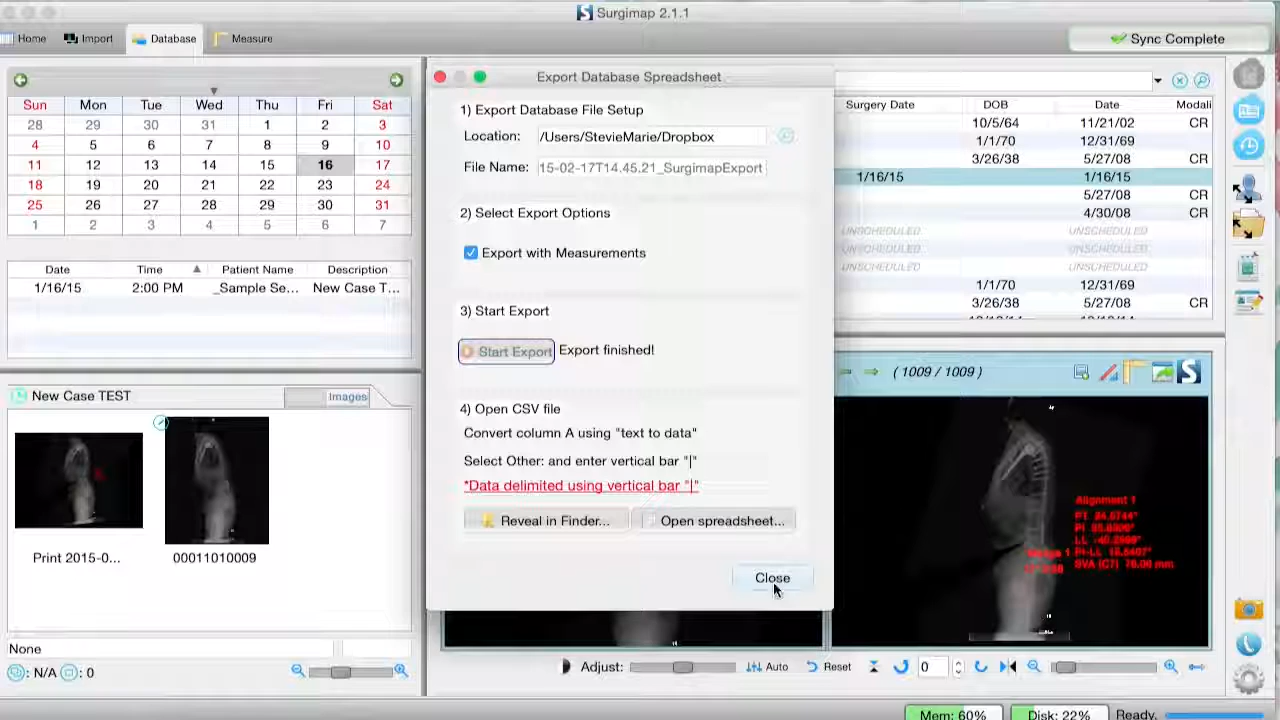 Surgimap 2.1.1
Home
Import
Database
Measure
Sync Complete
Sun Mon Tue Wed Thu Fri Sat
28 29 30 31 1 2 3
4 5 6 7 8 9 10
11 12 13 14 15 16 17
18 19 20 21 22 23 24
25 26 27 28 29 30 31
1 2 3 4 5 6 7
Date Time Patient Name Description
1/16/15 2:00 PM _Sample Se... New Case T...
New Case TEST
Images
Print 2015-0...
00011010009
None
: N/A : 0
Export Database Spreadsheet
1) Export Database File Setup
Location: /Users/StevieMarie/Dropbox
File Name: 15-02-17T14.45.21_SurgimapExport
2) Select Export Options
Export with Measurements
3) Start Export
Start Export Export finished!
4) Open CSV file
Convert column A using "text to data"
Select Other: and enter vertical bar "|"
*Data delimited using vertical bar "|"
Reveal in Finder...
Open spreadsheet...
Close
Surgery Date DOB Date Modali
10/5/64 11/21/02 CR
1/1/70 12/31/69
3/26/38 5/27/08 CR
1/16/15 1/16/15
5/27/08 CR
4/30/08 CR
UNSCHEDULED UNSCHEDULED
UNSCHEDULED UNSCHEDULED
UNSCHEDULED UNSCHEDULED
1/1/70 12/31/69
3/26/38 5/27/08 CR
( 1009 / 1009 )
Alignment 1
PI-LL
SVA (C7) 76.00 mm
Adjust:
Auto
Reset
0
Mem: 60%
Disk: 22%
Ready.